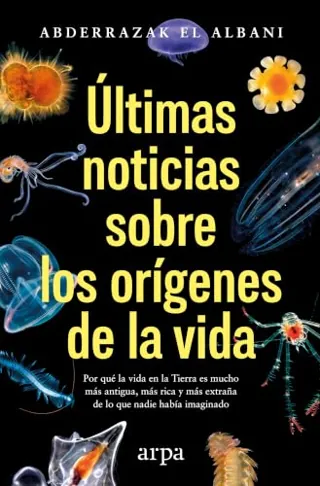 ABDERRAZAK EL ALBANI
Últimas
noticias
sobre
los orígenes
de la vida
Por qué la vida en la Tierra es mucho
más antigua, más rica y más extraña
de lo que nadie había imaginado
arpa